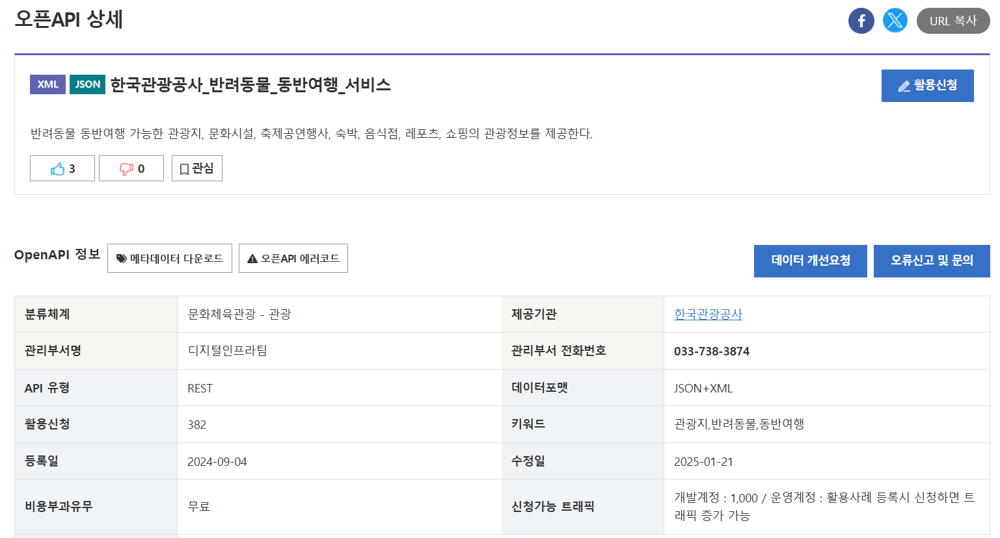 오픈API 상세
URL 복사
XML JSON 한국관광공사_반려동물_동반여행_서비스
활용신청
반려동물 동반여행 가능한 관광지, 문화시설, 축제공연행사, 숙박, 음식점, 레포츠, 쇼핑의 관광정보를 제공한다.
3 0 관심
OpenAPI 정보 메타데이터 다운로드 오픈API 에러코드
데이터 개선요청 오류신고 및 문의
분류체계 문화체육관광 - 관광 제공기관 한국관광공사
관리부서명 디지털인프라팀 관리부서 전화번호 033-738-3874
API 유형 REST 데이터포맷 JSON+XML
활용신청 382 키워드 관광지,반려동물,동반여행
등록일 2024-09-04 수정일 2025-01-21
비용부과유무 무료 신청가능 트래픽 개발계정 : 1,000 / 운영계정 : 활용사례 등록시 신청하면 트
래픽 증가 가능